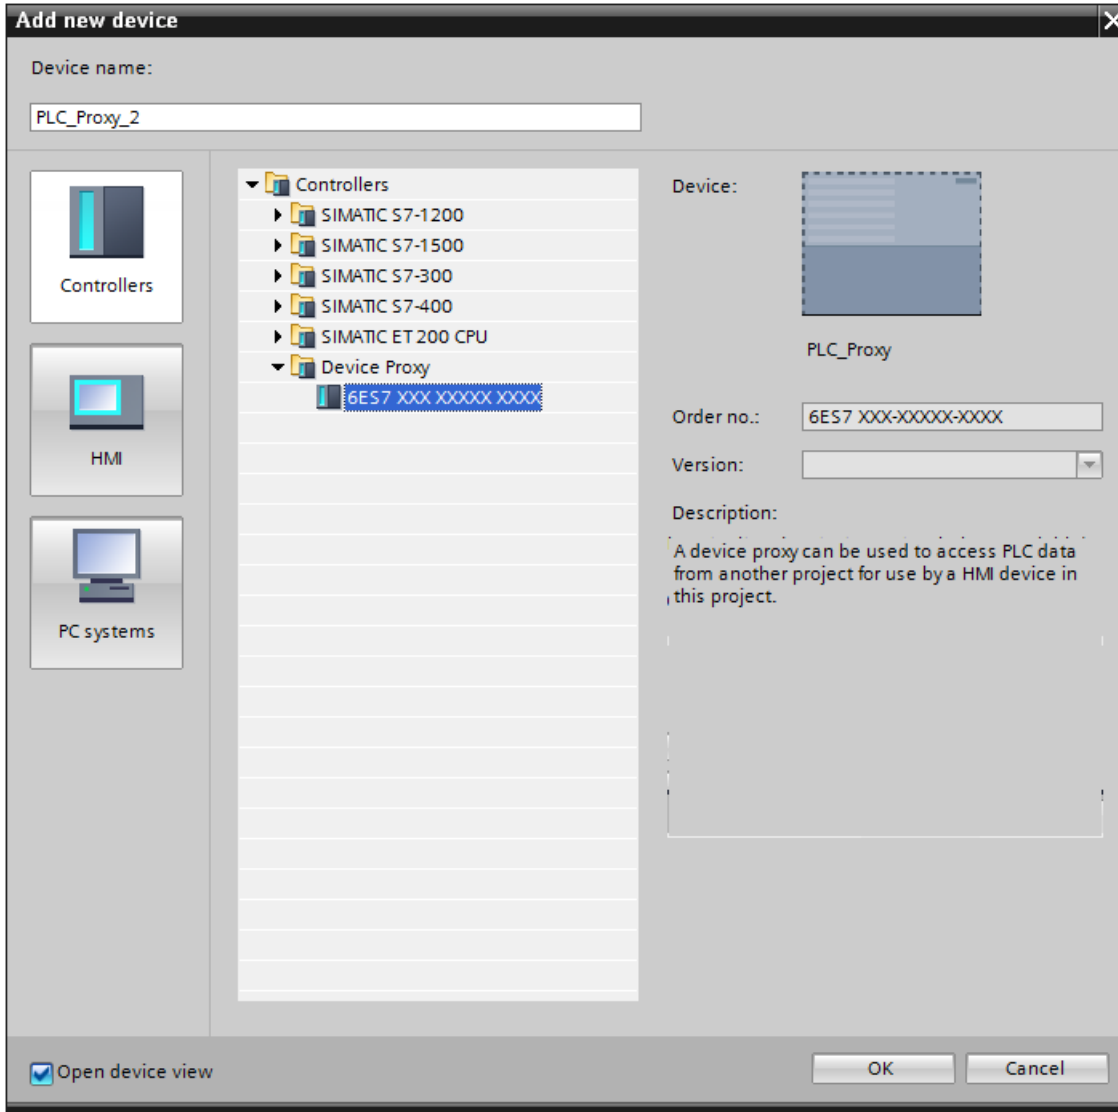 Add new device
Device name:
PLC_Proxy_2
Controllers
HMI
PC systems
Controllers
SIMATIC S7-1200
SIMATIC S7-1500
SIMATIC S7-300
SIMATIC S7-400
SIMATIC ET 200 CPU
Device Proxy
6ES7 XXX XXXXX XXXX
Device:
PLC_Proxy
Order no.:
6ES7 XXX-XXXXX-XXXX
Version:
Description:
A device proxy can be used to access PLC data
from another project for use by a HMI device in
this project.
Open device view
OK
Cancel